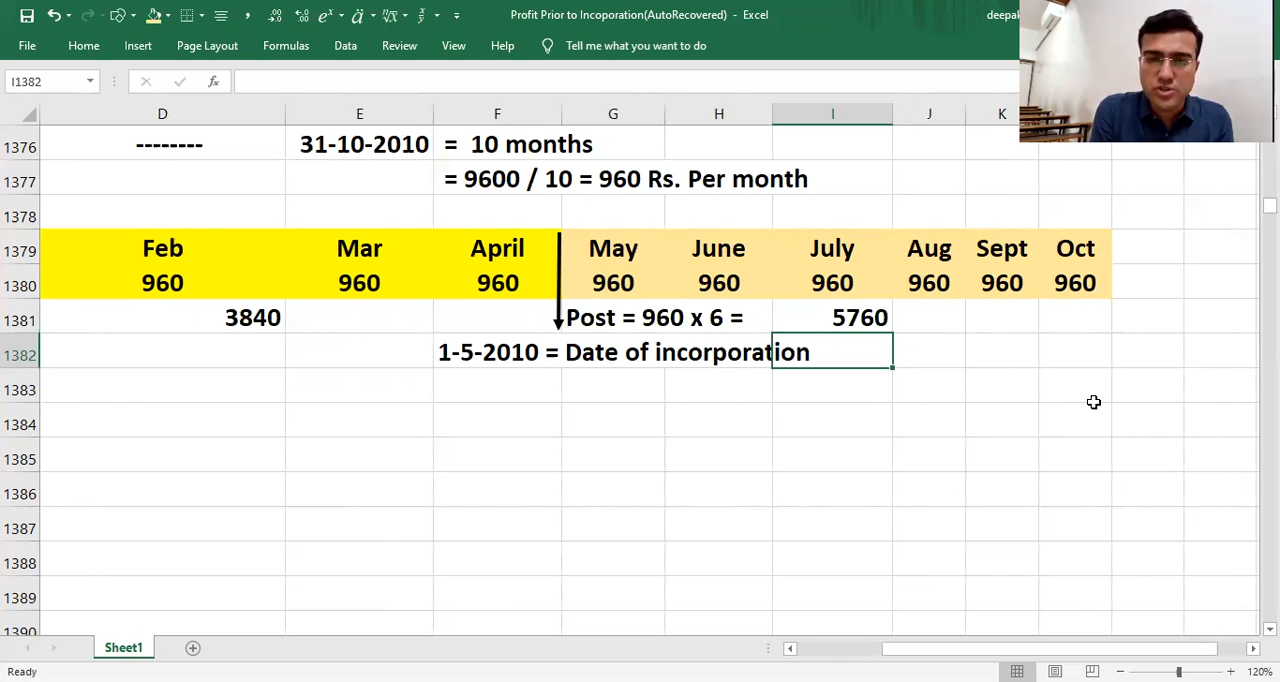 Profit Prior to Incoporation(AutoRecovered) - Excel
deepak
File Home Insert Page Layout Formulas Data Review View Help Tell me what you want to do
I1382
D E F G H I J K
1376 -------- 31-10-2010 = 10 months
1377 = 9600 / 10 = 960 Rs. Per month
1378
1379 Feb Mar April May June July Aug Sept Oct
1380 960 960 960 960 960 960 960 960 960
1381 3840 Post = 960 x 6 = 5760
1382 1-5-2010 = Date of incorporation
1383
1384
1385
1386
1387
1388
1389
1390
Sheet1
Ready 120%